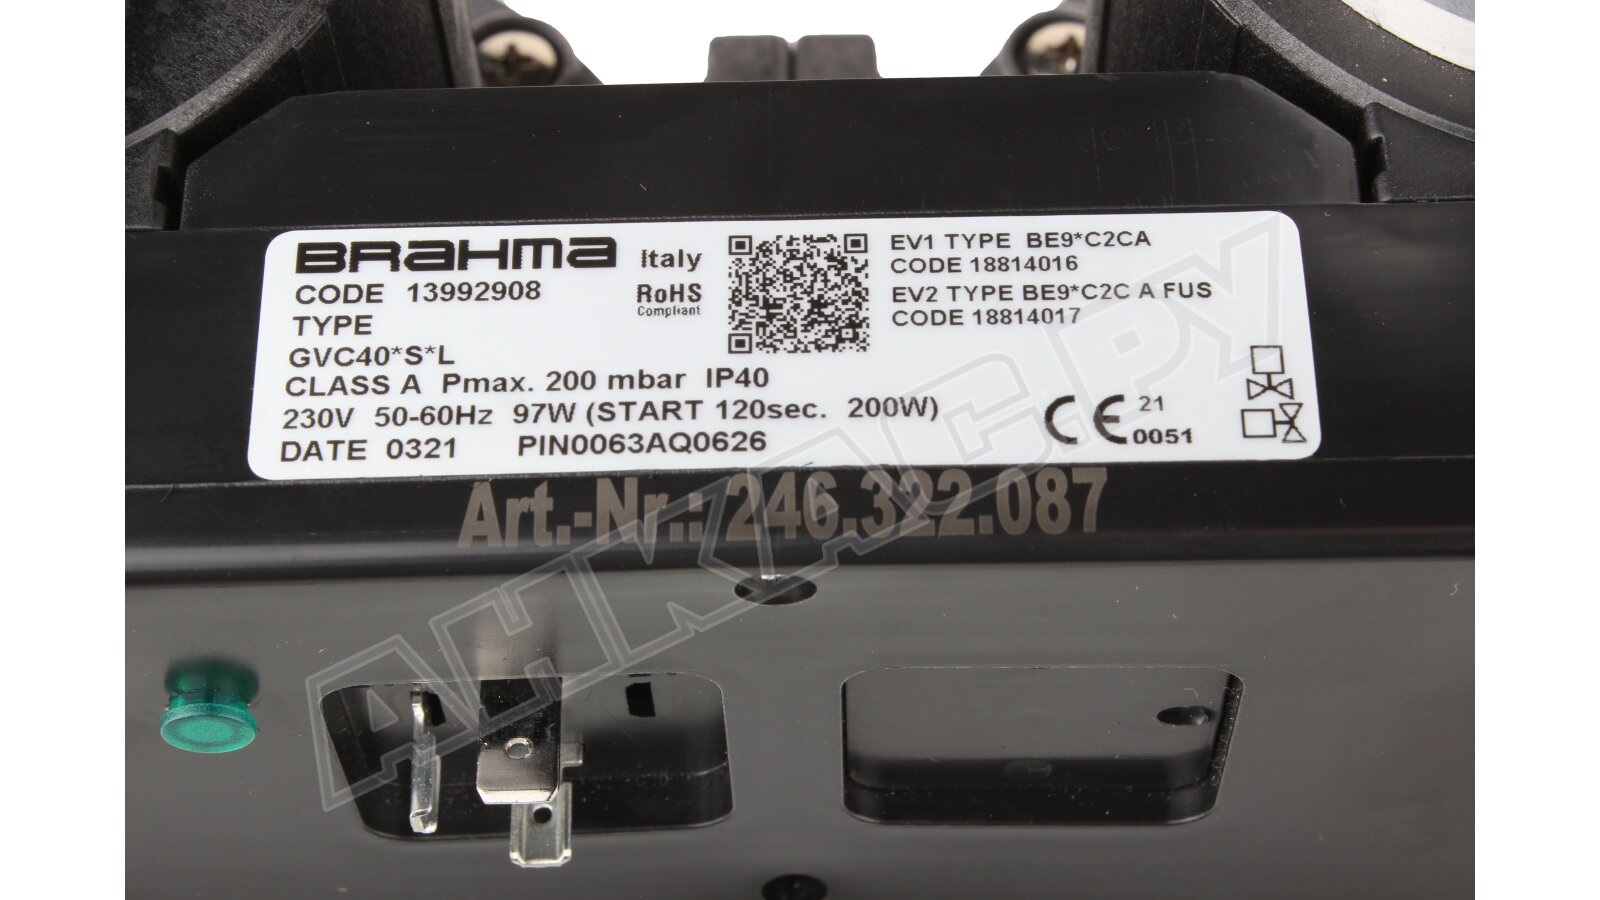 BRAHMA Italy
CODE 13992908
RoHS
Compliant
TYPE
GVC40*S*L
CLASS A Pmax. 200 mbar IP40
230V 50-60Hz 97W (START 120sec. 200W)
DATE 0321 PIN0063AQ0626
EV1 TYPE BE9*C2CA
CODE 18814016
EV2 TYPE BE9*C2C A FUS
CODE 18814017
CE 21
0051
Art.-Nr.: 246.322.087
АНКАС.РУ